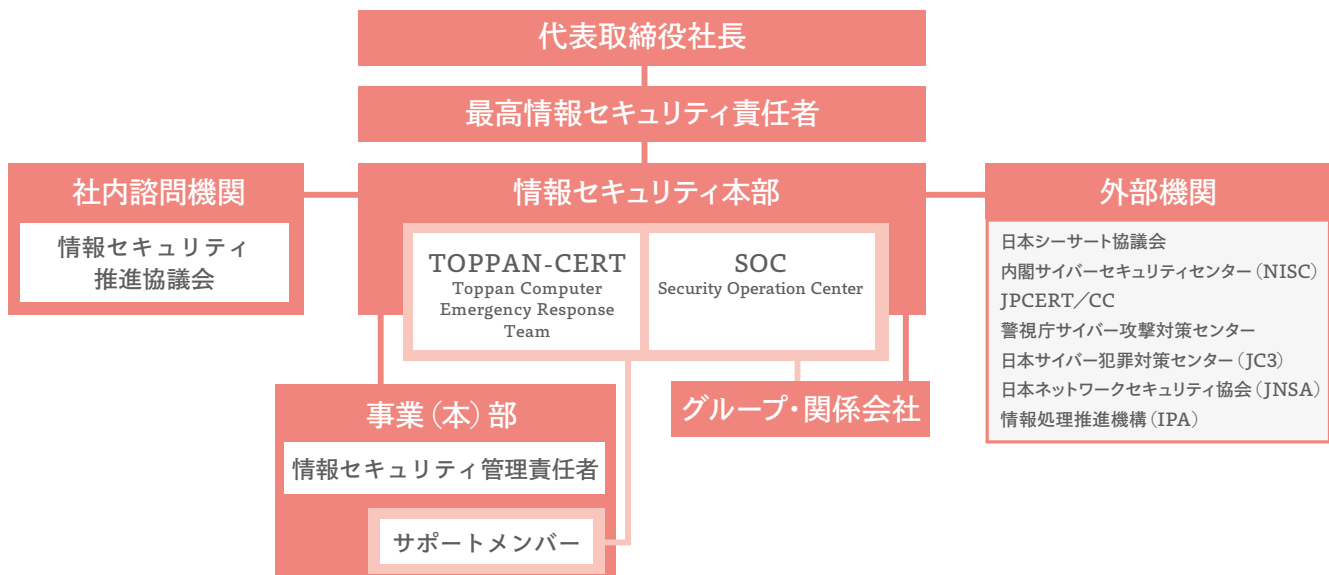 代表取締役社長
最高情報セキュリティ責任者
社内諮問機関
情報セキュリティ
推進協議会
情報セキュリティ本部
TOPPAN-CERT
Toppan Computer
Emergency Response
Team
SOC
Security Operation Center
外部機関
日本シーサート協議会
内閣サイバーセキュリティセンター（NISC）
JPCERT／CC
警視庁サイバー攻撃対策センター
日本サイバー犯罪対策センター（JC3）
日本ネットワークセキュリティ協会（JNSA）
情報処理推進機構（IPA）
事業（本）部
情報セキュリティ管理責任者
サポートメンバー
グループ・関係会社